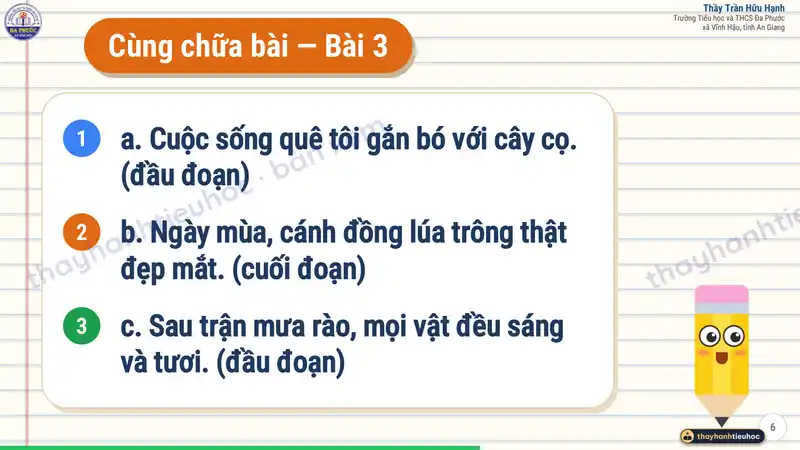 Thầy Trần Hữu Hạnh
Trường Tiểu học và THCS Đa Phước
xã Vĩnh Hậu, tỉnh An Giang
ĐA PHƯỚC
Cùng chữa bài – Bài 3
1
a. Cuộc sống quê tôi gắn bó với cây cọ.
(đầu đoạn)
2
b. Ngày mùa, cánh đồng lúa trông thật
đẹp mắt. (cuối đoạn)
3
c. Sau trận mưa rào, mọi vật đều sáng
và tươi. (đầu đoạn)
thayhanhtieuhoc
6